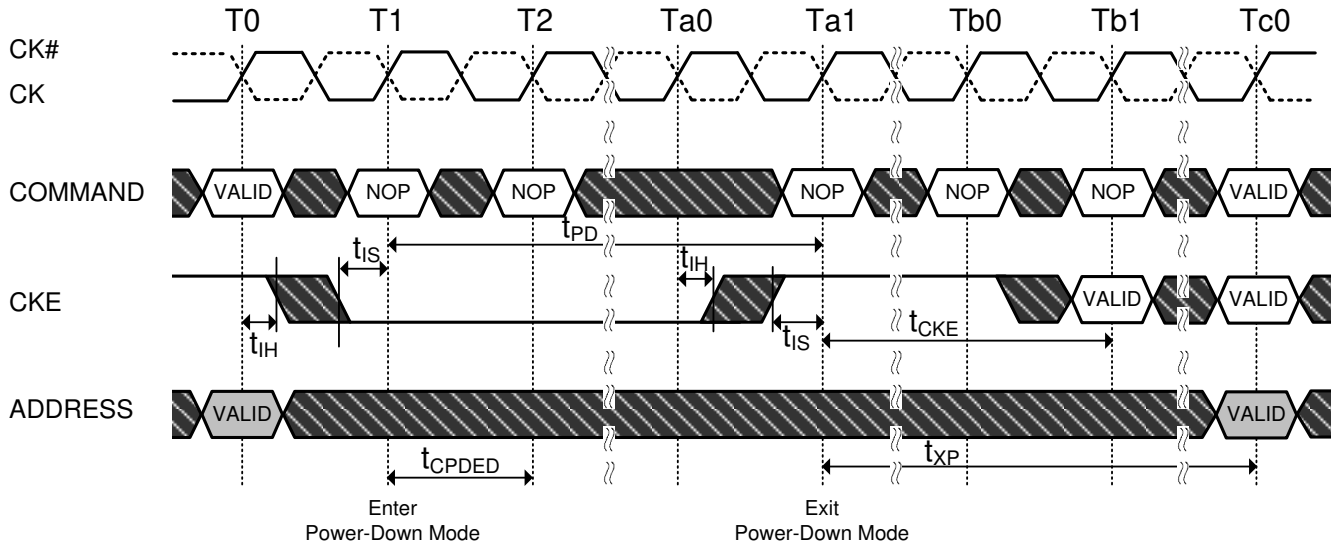 T0 T1 T2 Ta0 Ta1 Tb0 Tb1 Tc0
CK#
CK
COMMAND VALID NOP NOP NOP NOP NOP VALID
tPD
tIS tIH
CKE VALID VALID
tIH tIS tCKE
ADDRESS VALID VALID
tCPDED tXP
Enter
Power-Down Mode
Exit
Power-Down Mode